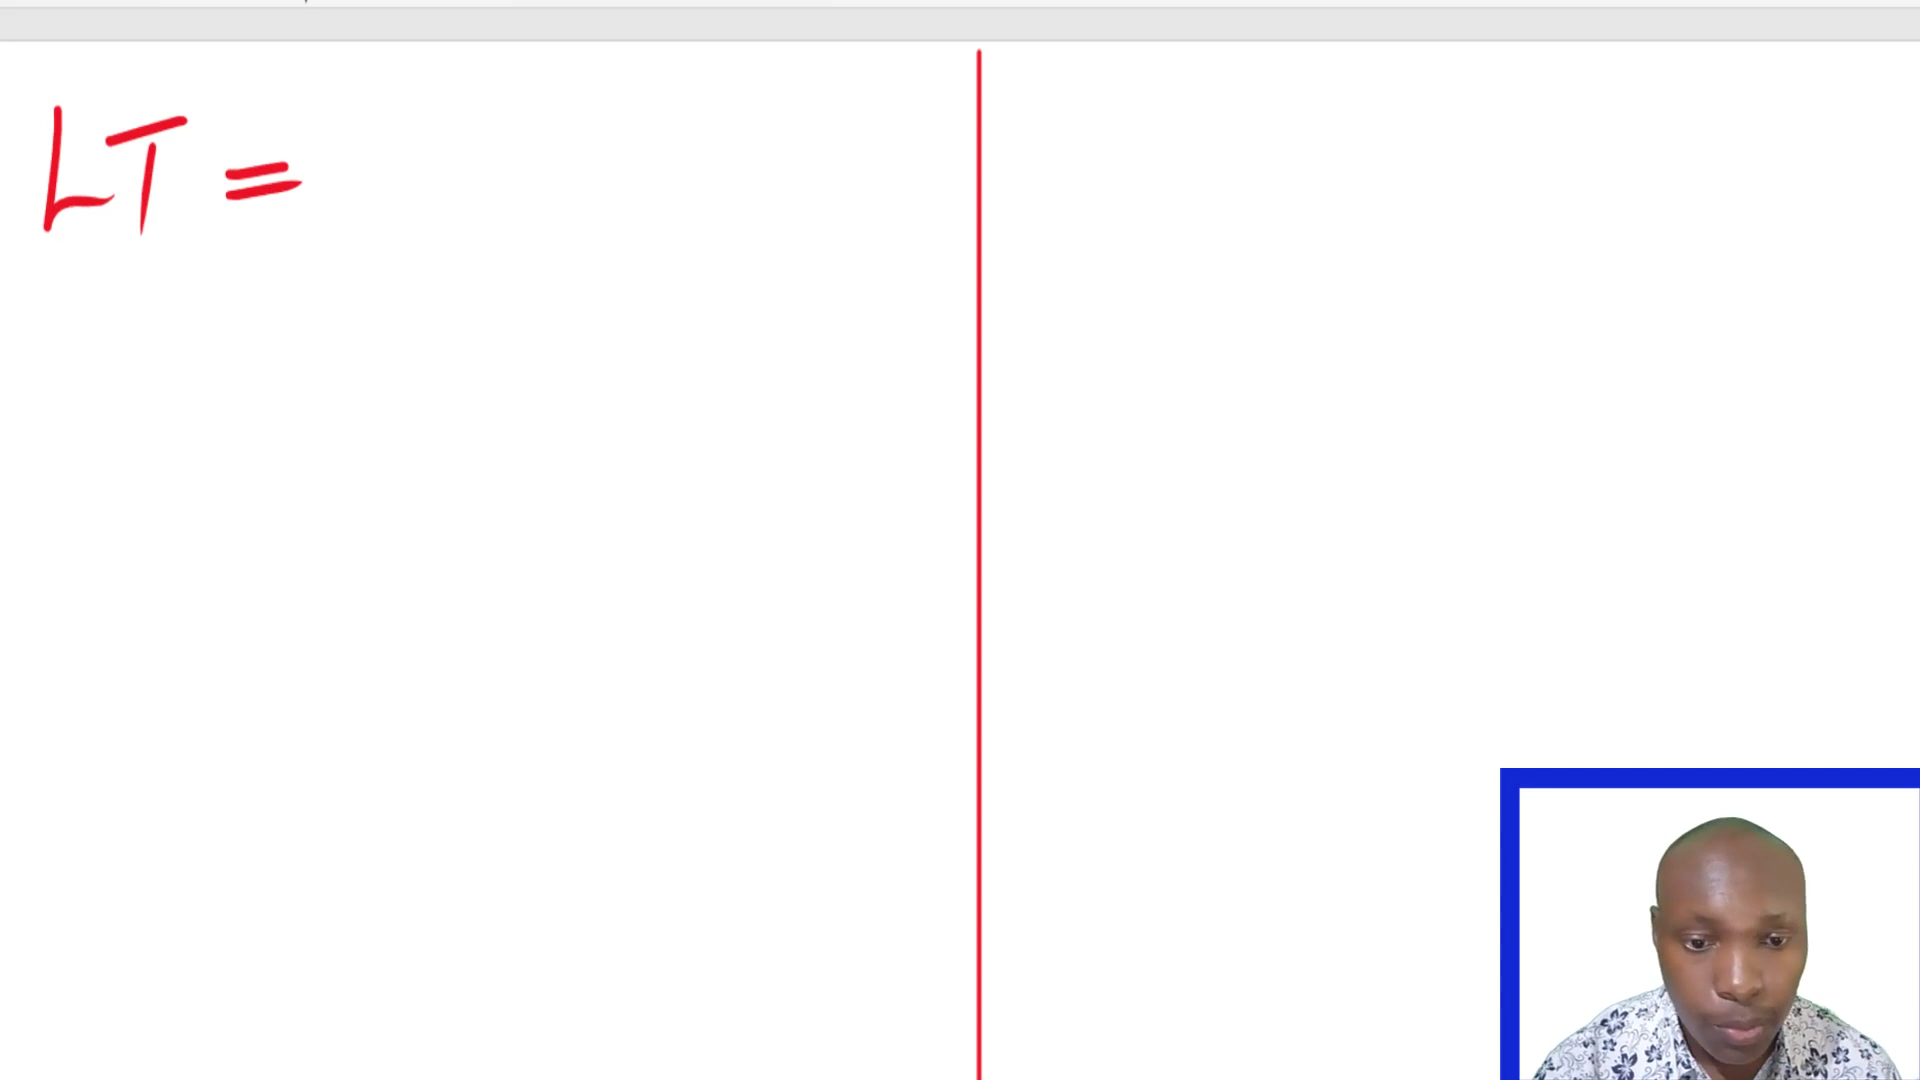 LT =